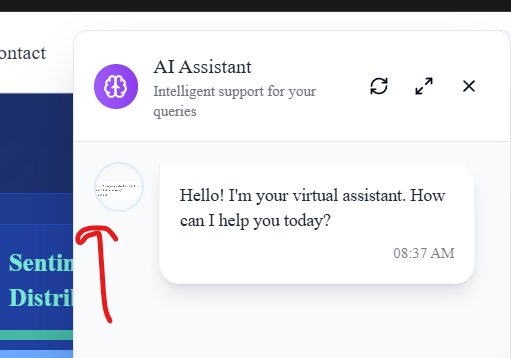 ontact
AI Assistant
Intelligent support for your
queries
Hello! I'm your virtual assistant. How
can I help you today?
08:37 AM
Sentin
Distrib